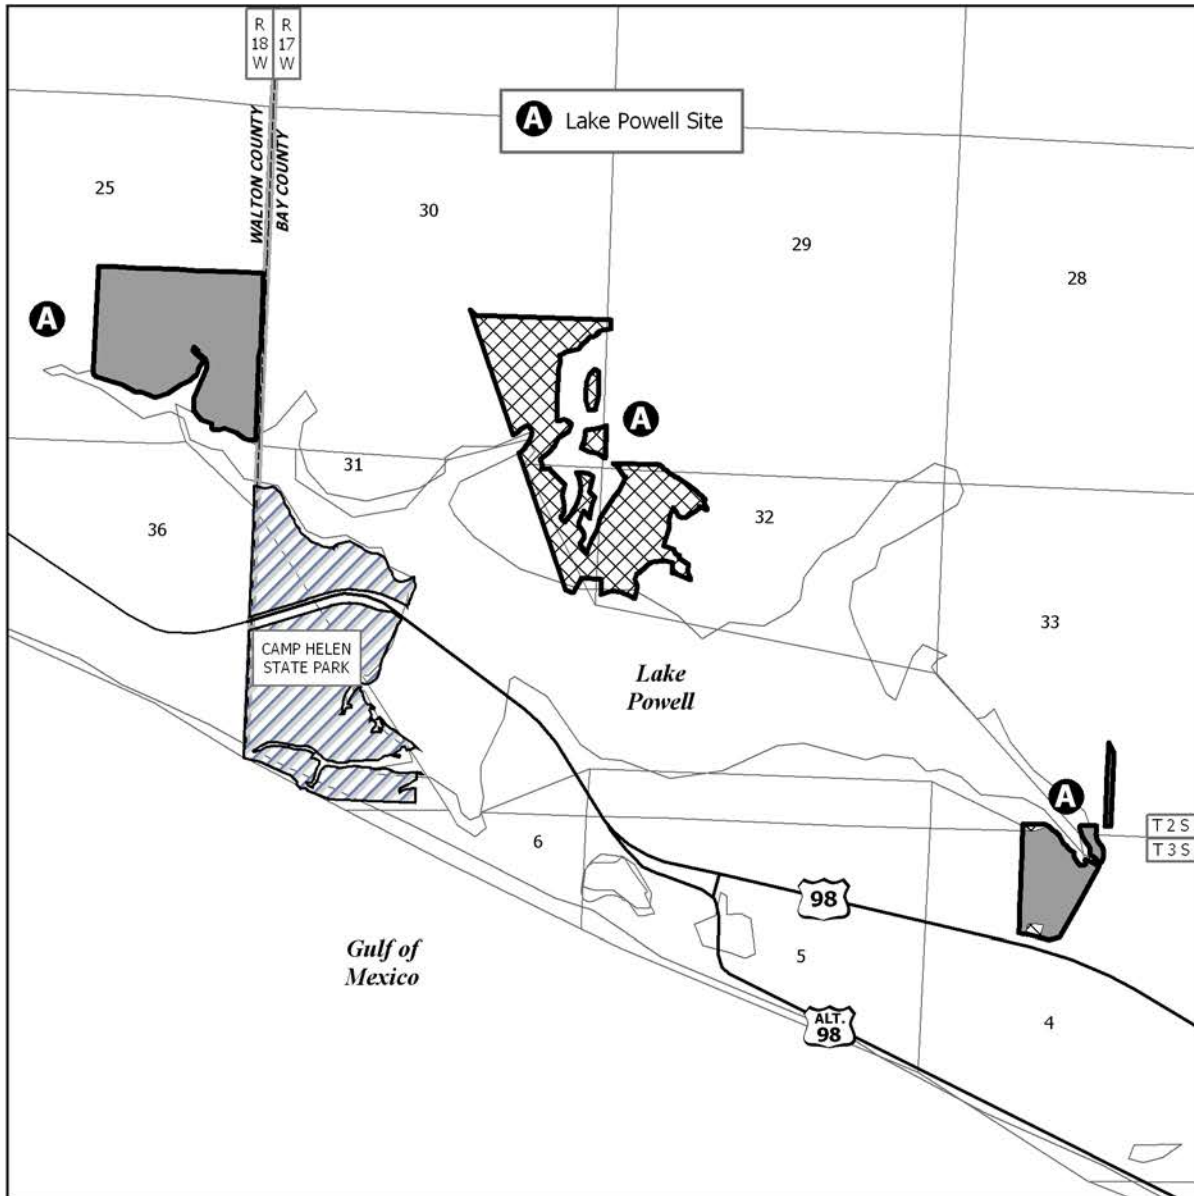 R
18
W
R
17
W
A Lake Powell Site
WALTON COUNTY
BAY COUNTY
25
30
29
28
A
A
31
32
36
33
CAMP HELEN
STATE PARK
Lake
Powell
A
T 2 S
T 3 S
6
98
Gulf of
Mexico
5
ALT.
98
4